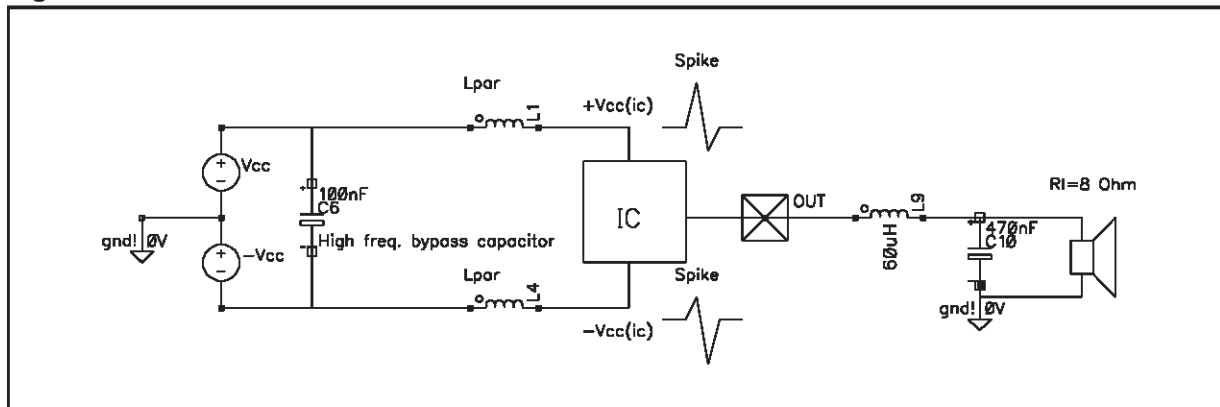 Spike
Lpar
L1
+Vcc(ic)
Vcc
100nF
C6
High freq. bypass capacitor
gnd! 0V
-Vcc
IC
OUT
L9
60uH
470nF
C10
Rl=8 Ohm
gnd! 0V
Lpar
L4
Spike
-Vcc(ic)